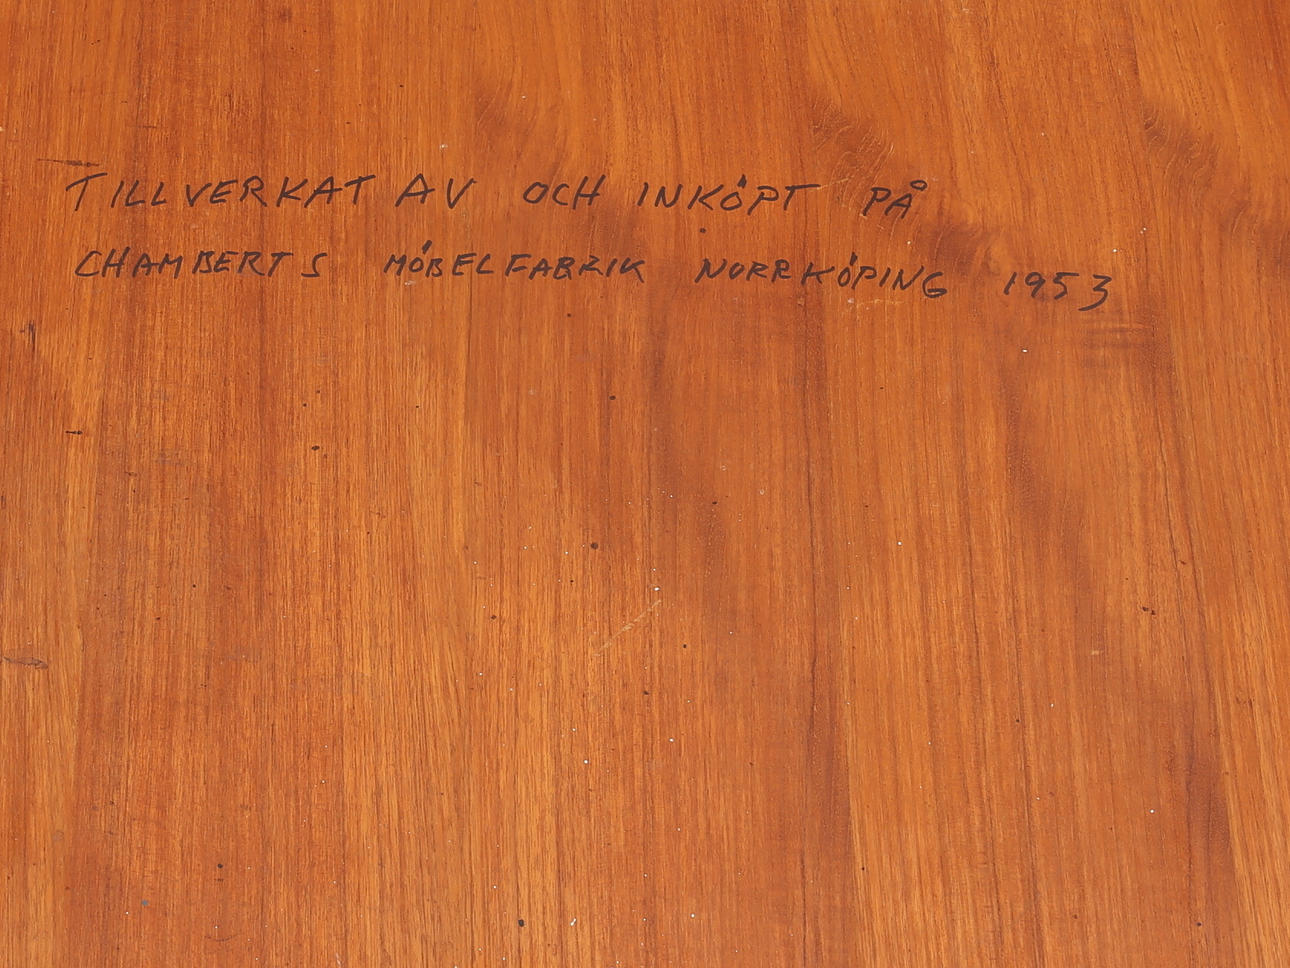 TILLVERKAT AV OCH INKÖPT PÅ
CHAMBERTS MÖBELFABRIK NORRKÖPING 1953